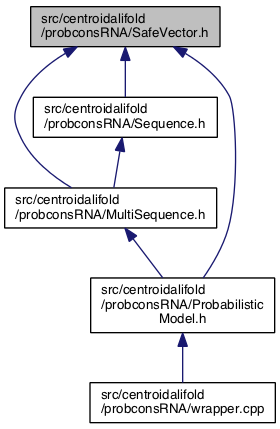 src/centroidalifold
/probconsRNA/SafeVector.h
src/centroidalifold
/probconsRNA/Sequence.h
src/centroidalifold
/probconsRNA/MultiSequence.h
src/centroidalifold
/probconsRNA/Probabilistic
Model.h
src/centroidalifold
/probconsRNA/wrapper.cpp